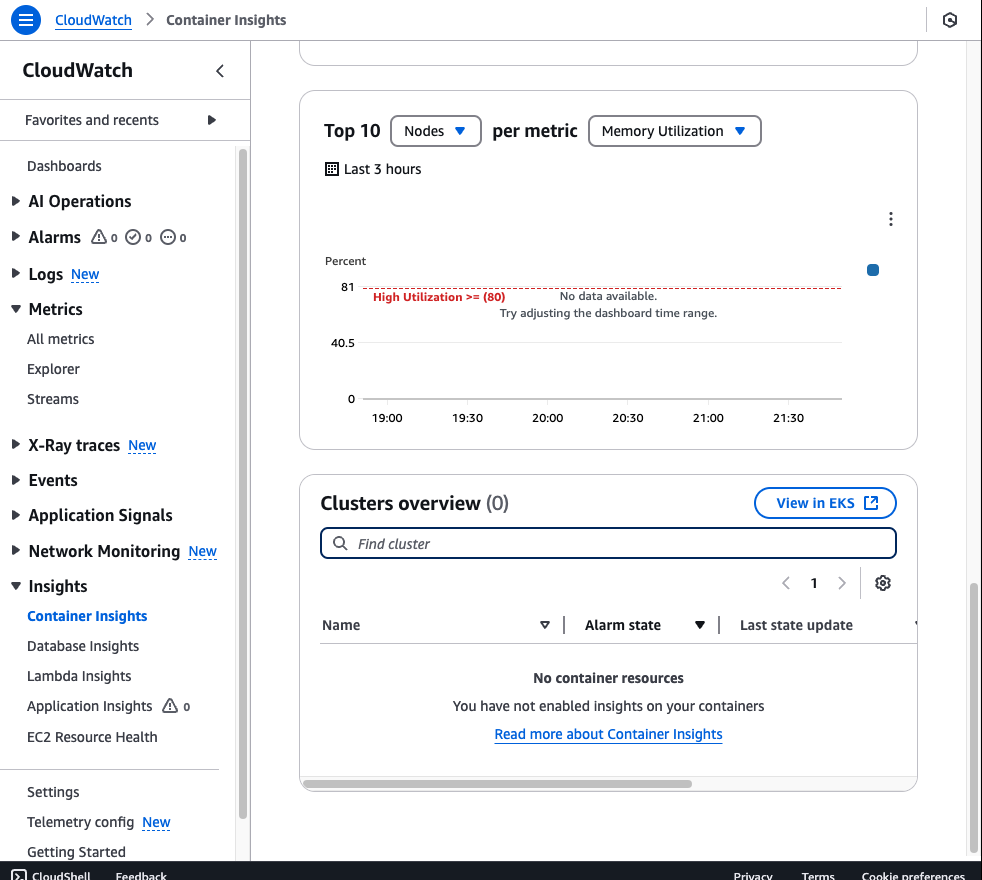 CloudWatch > Container Insights
CloudWatch
Favorites and recents
Dashboards
AI Operations
Alarms 0 0 0
Logs New
Metrics
All metrics
Explorer
Streams
X-Ray traces New
Events
Application Signals
Network Monitoring New
Insights
Container Insights
Database Insights
Lambda Insights
Application Insights 0
EC2 Resource Health
Settings
Telemetry config New
Getting Started
Top 10 Nodes per metric Memory Utilization
Last 3 hours
Percent
81
High Utilization >= (80)
No data available.
Try adjusting the dashboard time range.
40.5
0
19:00 19:30 20:00 20:30 21:00 21:30
Clusters overview (0) View in EKS
Find cluster
1
Name Alarm state Last state update
No container resources
You have not enabled insights on your containers
Read more about Container Insights
CloudShell Feedback Privacy Terms Cookie preferences